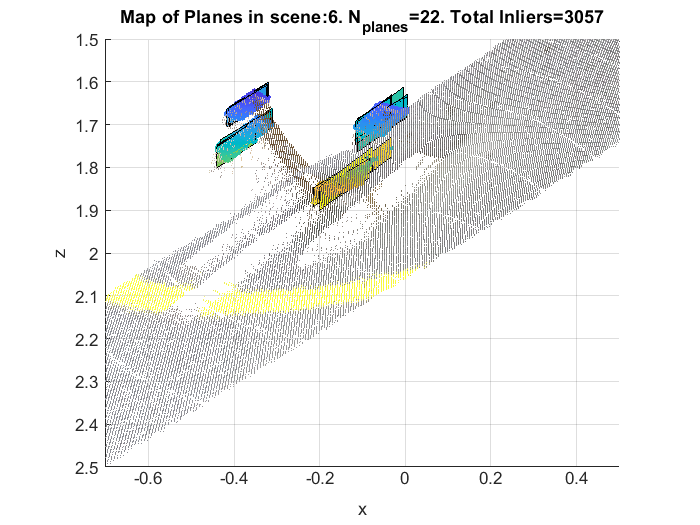 Map of Planes in scene:6. Nplanes=22. Total Inliers=3057
1.5
1.6
1.7
1.8
1.9
2
2.1
2.2
2.3
2.4
2.5
z
-0.6 -0.4 -0.2 0 0.2 0.4
x